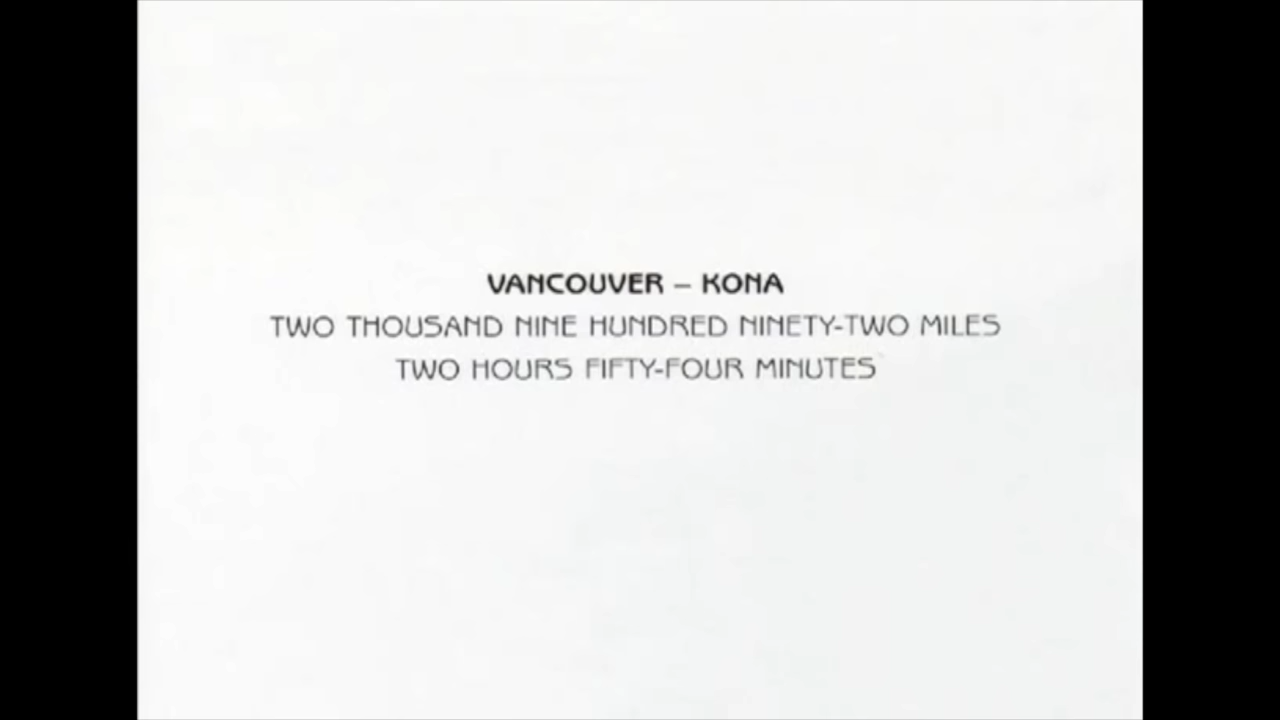 VANCOUVER – KONA
TWO THOUSAND NINE HUNDRED NINETY-TWO MILES
TWO HOURS FIFTY-FOUR MINUTES